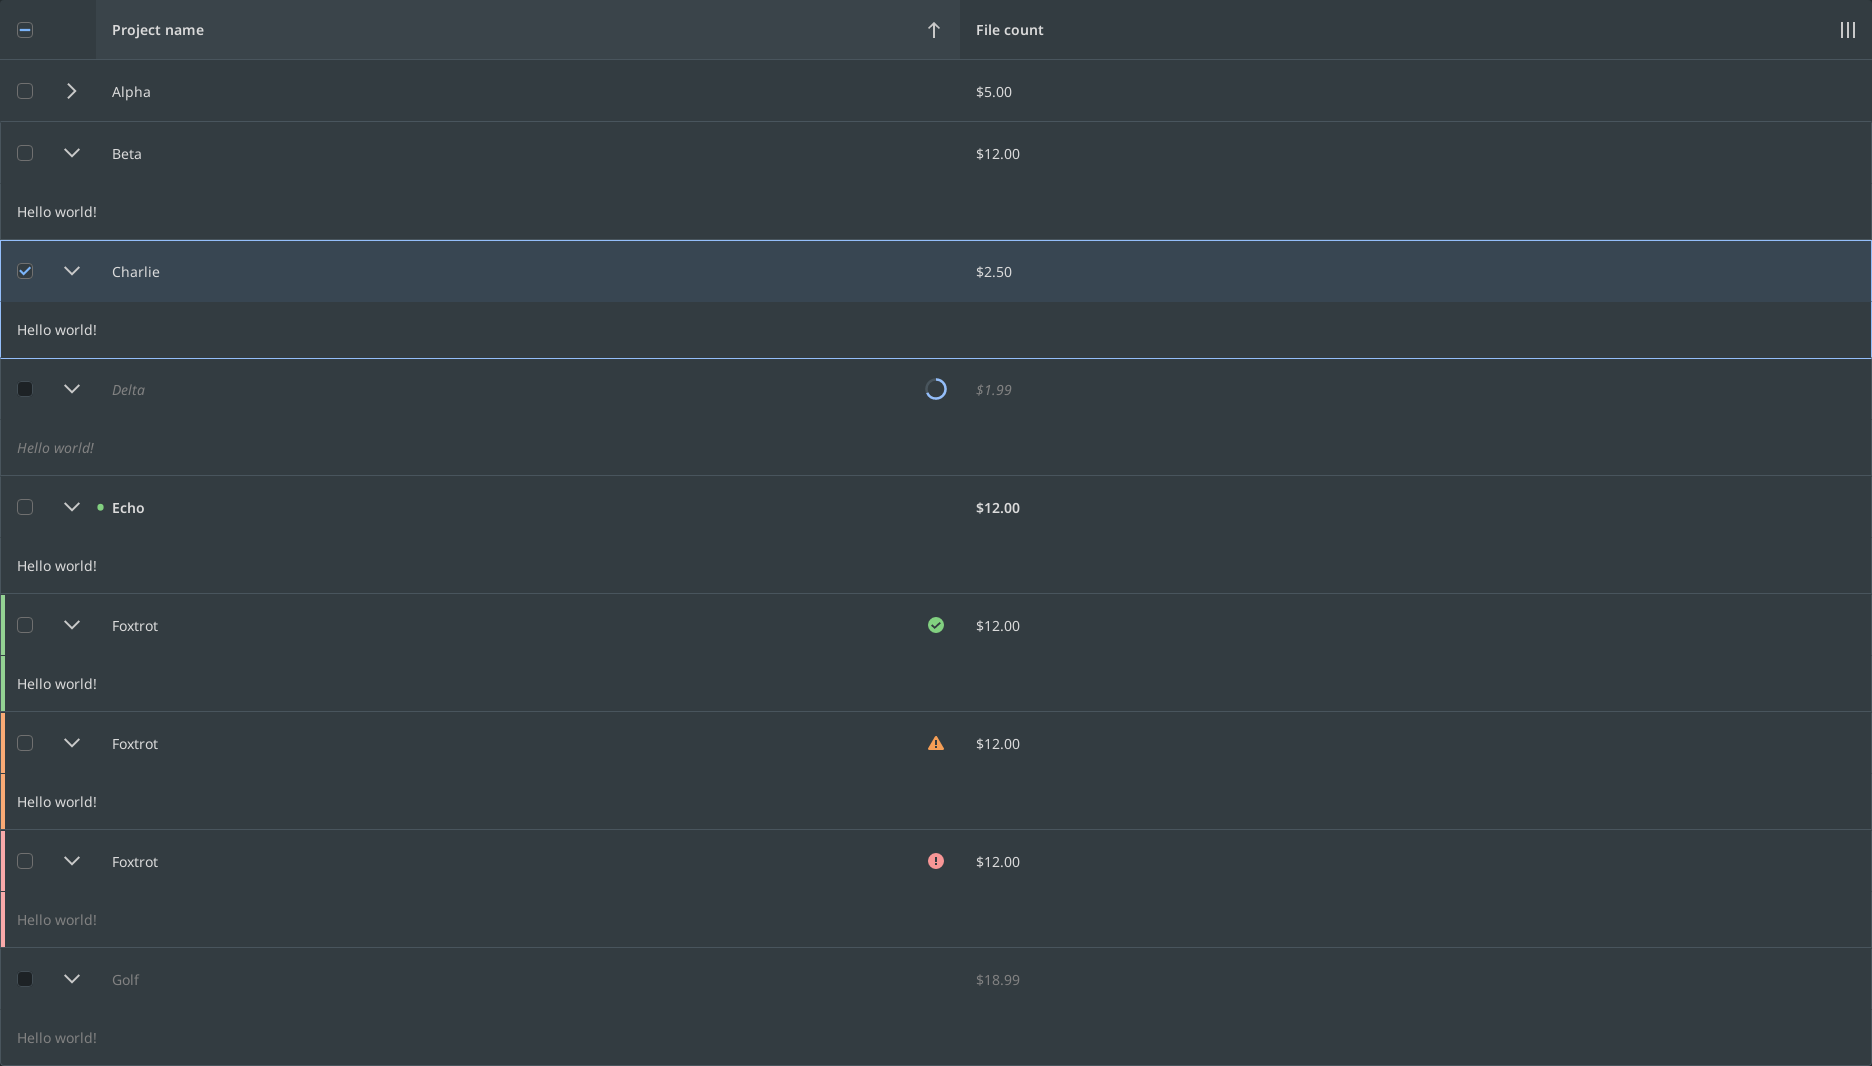 Project name File count
Alpha $5.00
Beta $12.00
Hello world!
Charlie $2.50
Hello world!
Delta $1.99
Hello world!
Echo $12.00
Hello world!
Foxtrot $12.00
Hello world!
Foxtrot $12.00
Hello world!
Foxtrot $12.00
Hello world!
Golf $18.99
Hello world!